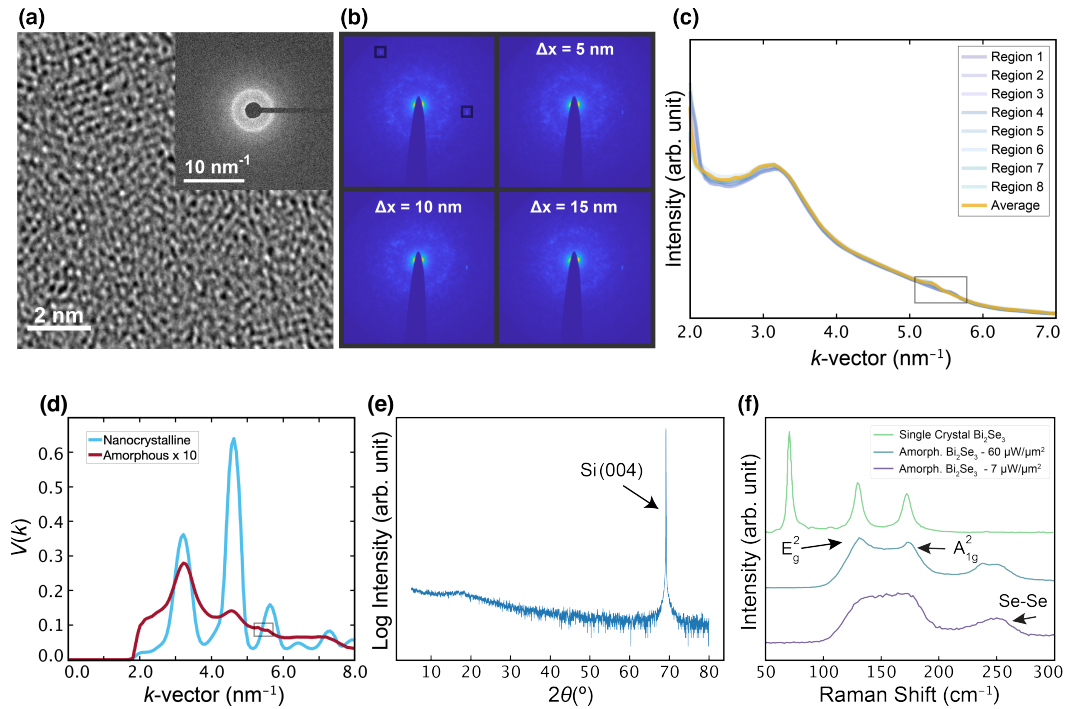 (a)
10 nm⁻¹
2 nm
(b)
Δx = 5 nm
Δx = 10 nm
Δx = 15 nm
(c)
Intensity (arb. unit)
Region 1
Region 2
Region 3
Region 4
Region 5
Region 6
Region 7
Region 8
Average
2.0 3.0 4.0 5.0 6.0 7.0
k-vector (nm⁻¹)
(d)
V(k)
0.6
0.5
0.4
0.3
0.2
0.1
0.0
Nanocrystalline
Amorphous x 10
2.0 4.0 6.0 8.0
k-vector (nm⁻¹)
(e)
Log Intensity (arb. unit)
Si(004)
10 20 30 40 50 60 70 80
2θ(º)
(f)
Intensity (arb. unit)
Single Crystal Bi₂Se₃
Amorph. Bi₂Se₃ - 60 µW/µm²
Amorph. Bi₂Se₃ - 7 µW/µm²
E²g
A²1g
Se-Se
50 100 150 200 250 300
Raman Shift (cm⁻¹)